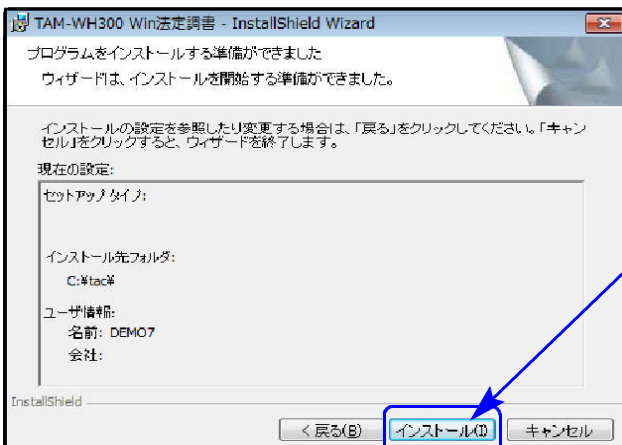 TAM-WH300 Win法定調書 - InstallShield Wizard
プログラムをインストールする準備ができました
ウィザードは、インストールを開始する準備ができました。
インストールの設定を参照したり変更する場合は、「戻る」をクリックしてください。「キャン
セル」をクリックすると、ウィザードを終了します。
現在の設定:
セットアップ タイプ:
インストール先フォルダ:
C:¥tac¥
ユーザ情報:
名前: DEMO7
会社:
InstallShield
< 戻る(B)
インストール(I)
キャンセル